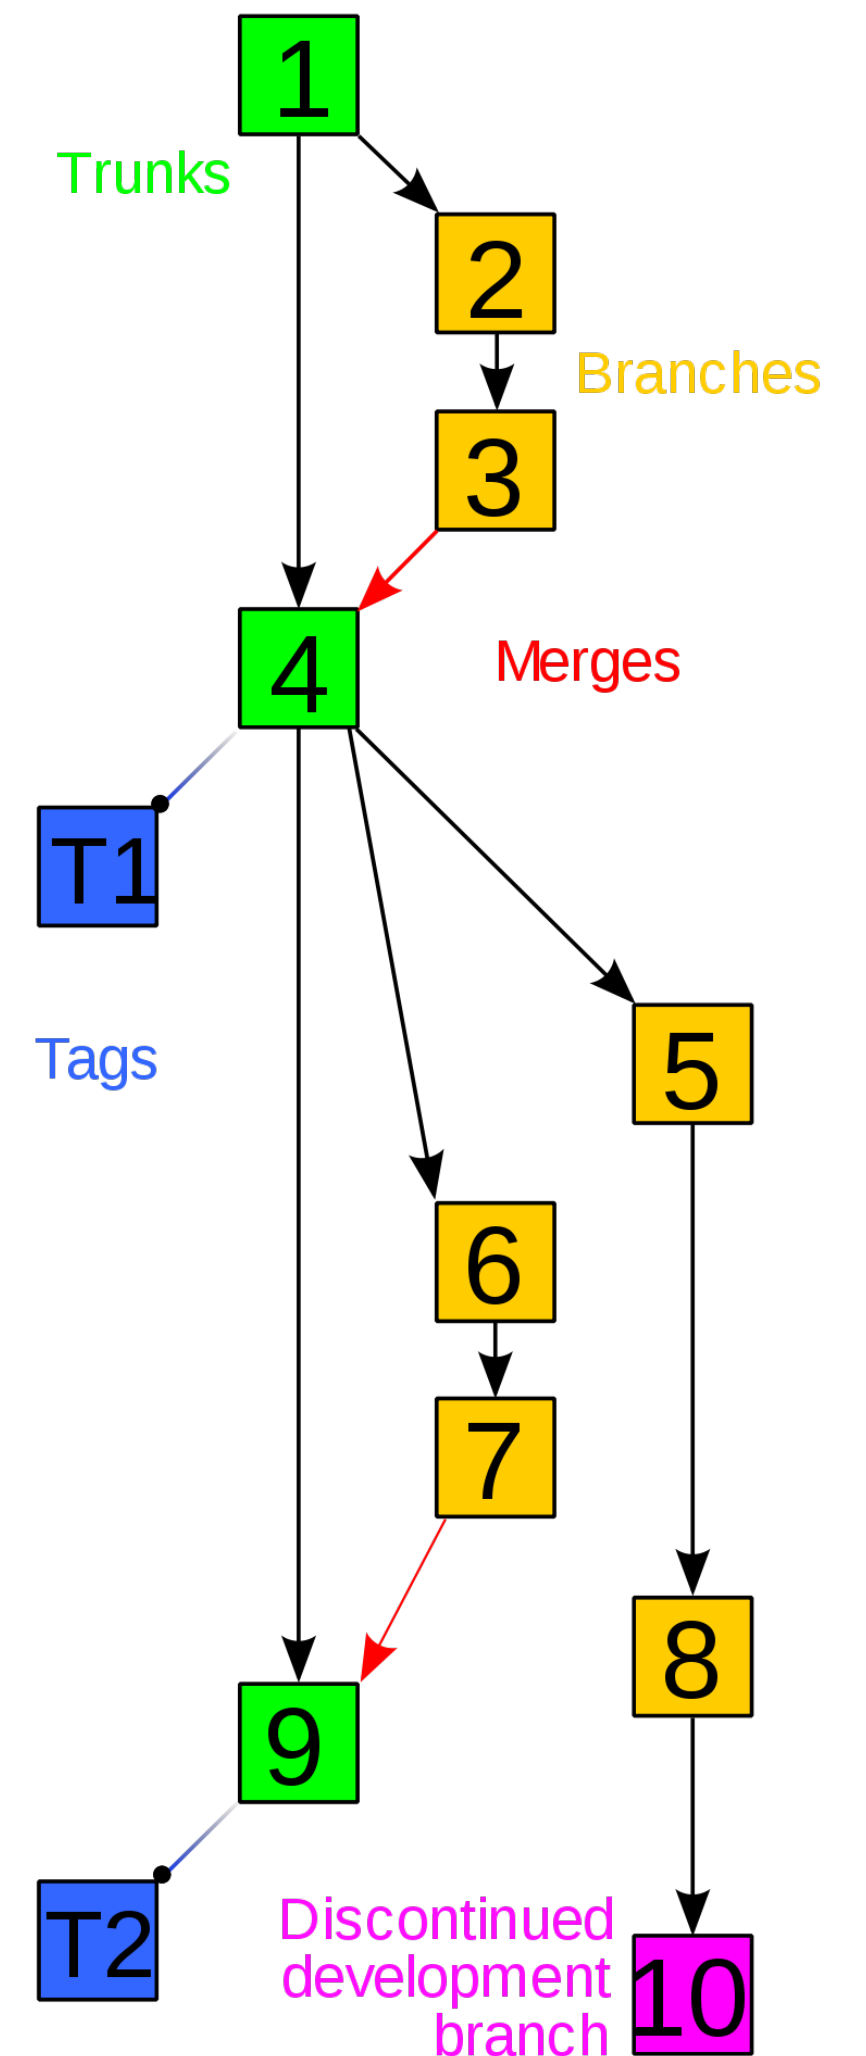 1
Trunks
2
Branches
3
4
Merges
T1
5
Tags
6
7
8
9
T2
Discontinued
development
branch
10